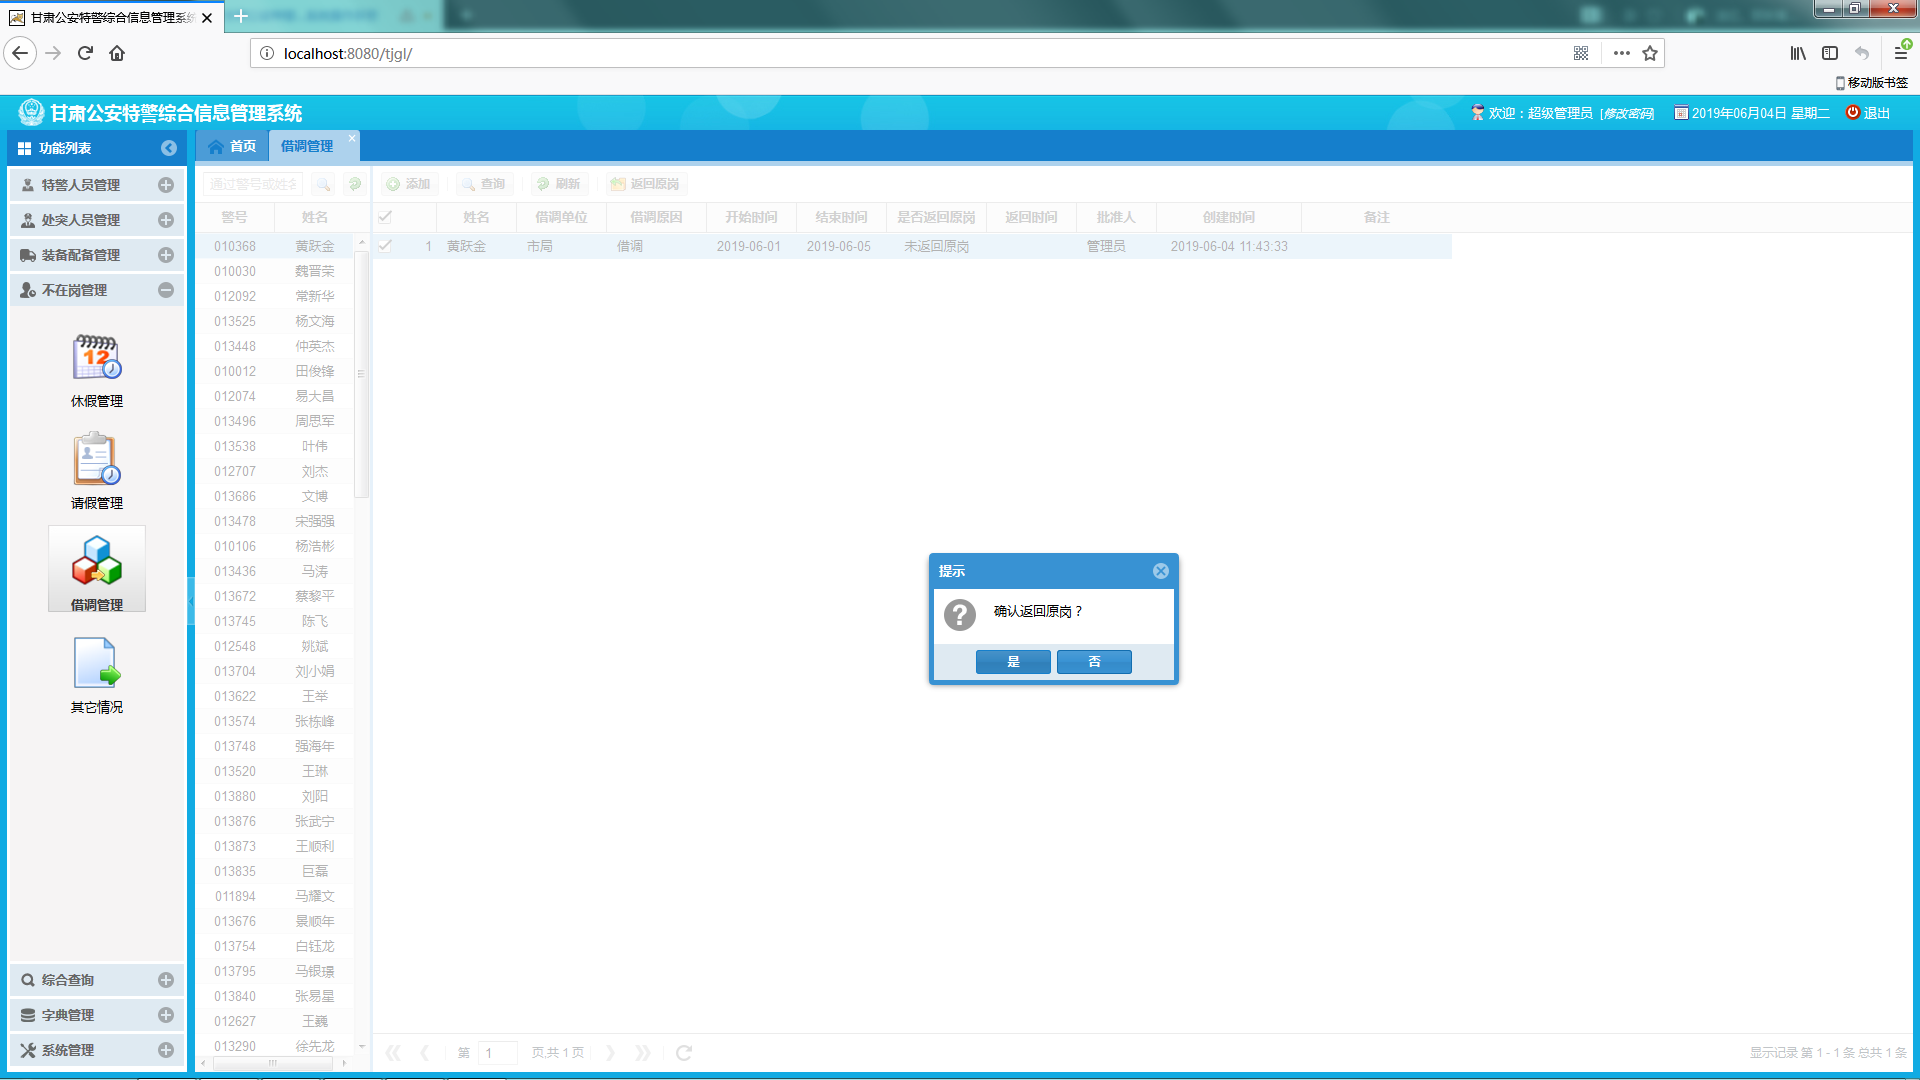 甘肃公安特警综合信息管理系统
localhost:8080/tjgl/
移动版书签
甘肃公安特警综合信息管理系统
欢迎：超级管理员 [修改密码] 2019年06月04日 星期二 退出
功能列表
首页 借调管理
特警人员管理
处突人员管理
装备配备管理
不在岗管理
12
休假管理
请假管理
借调管理
其它情况
综合查询
字典管理
系统管理
通过警号或姓名
添加 查询 刷新 返回原岗
警号 姓名
010368 黄跃金
010030 魏晋荣
012092 常新华
013525 杨文海
013448 仲英杰
010012 田俊锋
012074 易大昌
013496 周思军
013538 叶伟
012707 刘杰
013686 文博
013478 宋强强
010106 杨浩彬
013436 马涛
013672 蔡黎平
013745 陈飞
012548 姚斌
013704 刘小娟
013622 王举
013574 张栋峰
013748 强海年
013520 王琳
013880 刘阳
013876 张武宁
013873 王顺利
013835 巨磊
011894 马耀文
013676 景顺年
013754 白钰龙
013795 马银璟
013840 张易星
012627 王巍
013290 徐先龙
姓名 借调单位 借调原因 开始时间 结束时间 是否返回原岗 返回时间 批准人 创建时间 备注
1 黄跃金 市局 借调 2019-06-01 2019-06-05 未返回原岗 管理员 2019-06-04 11:43:33
提示
确认返回原岗？
是 否
第 1 页,共 1 页
显示记录 第 1 - 1 条 总共 1 条